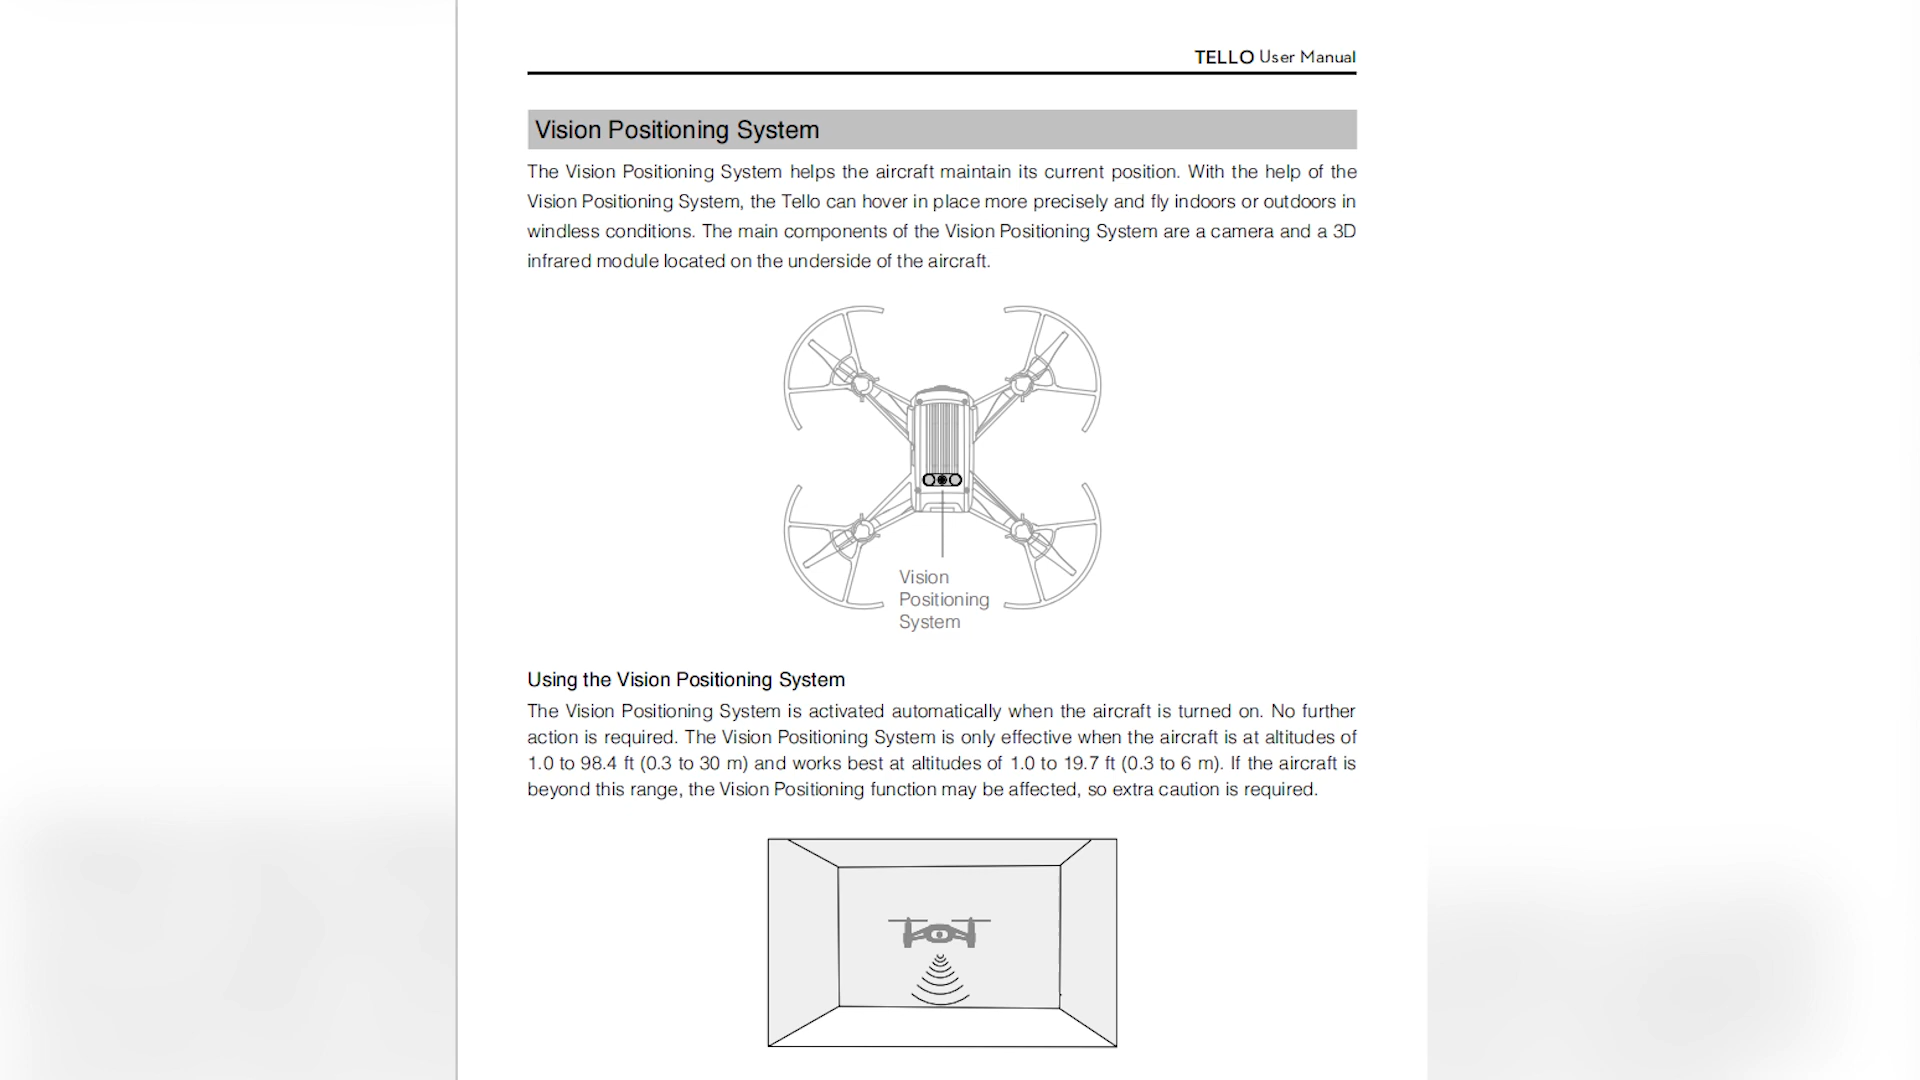 TELLO User Manual
Vision Positioning System
The Vision Positioning System helps the aircraft maintain its current position. With the help of the
Vision Positioning System, the Tello can hover in place more precisely and fly indoors or outdoors in
windless conditions. The main components of the Vision Positioning System are a camera and a 3D
infrared module located on the underside of the aircraft.
Vision
Positioning
System
Using the Vision Positioning System
The Vision Positioning System is activated automatically when the aircraft is turned on. No further
action is required. The Vision Positioning System is only effective when the aircraft is at altitudes of
1.0 to 98.4 ft (0.3 to 30 m) and works best at altitudes of 1.0 to 19.7 ft (0.3 to 6 m). If the aircraft is
beyond this range, the Vision Positioning function may be affected, so extra caution is required.